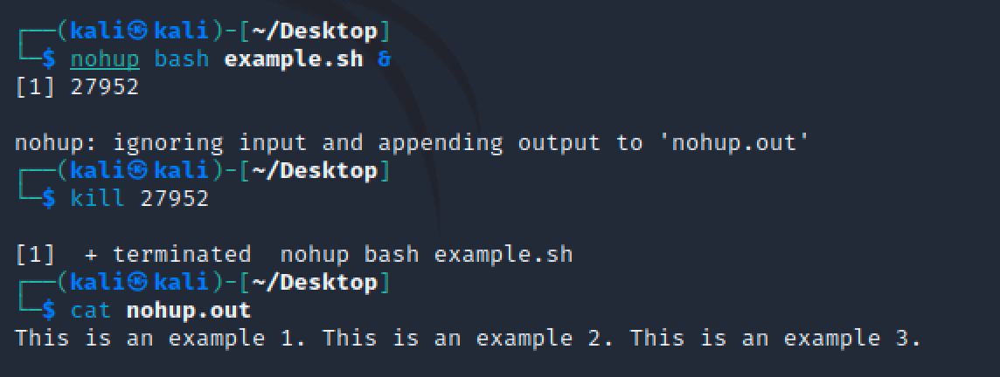 ┌──(kali㉿kali)-[~/Desktop]
└─$ nohup bash example.sh &
[1] 27952
nohup: ignoring input and appending output to 'nohup.out'
┌──(kali㉿kali)-[~/Desktop]
└─$ kill 27952
[1]  + terminated  nohup bash example.sh
┌──(kali㉿kali)-[~/Desktop]
└─$ cat nohup.out
This is an example 1. This is an example 2. This is an example 3.